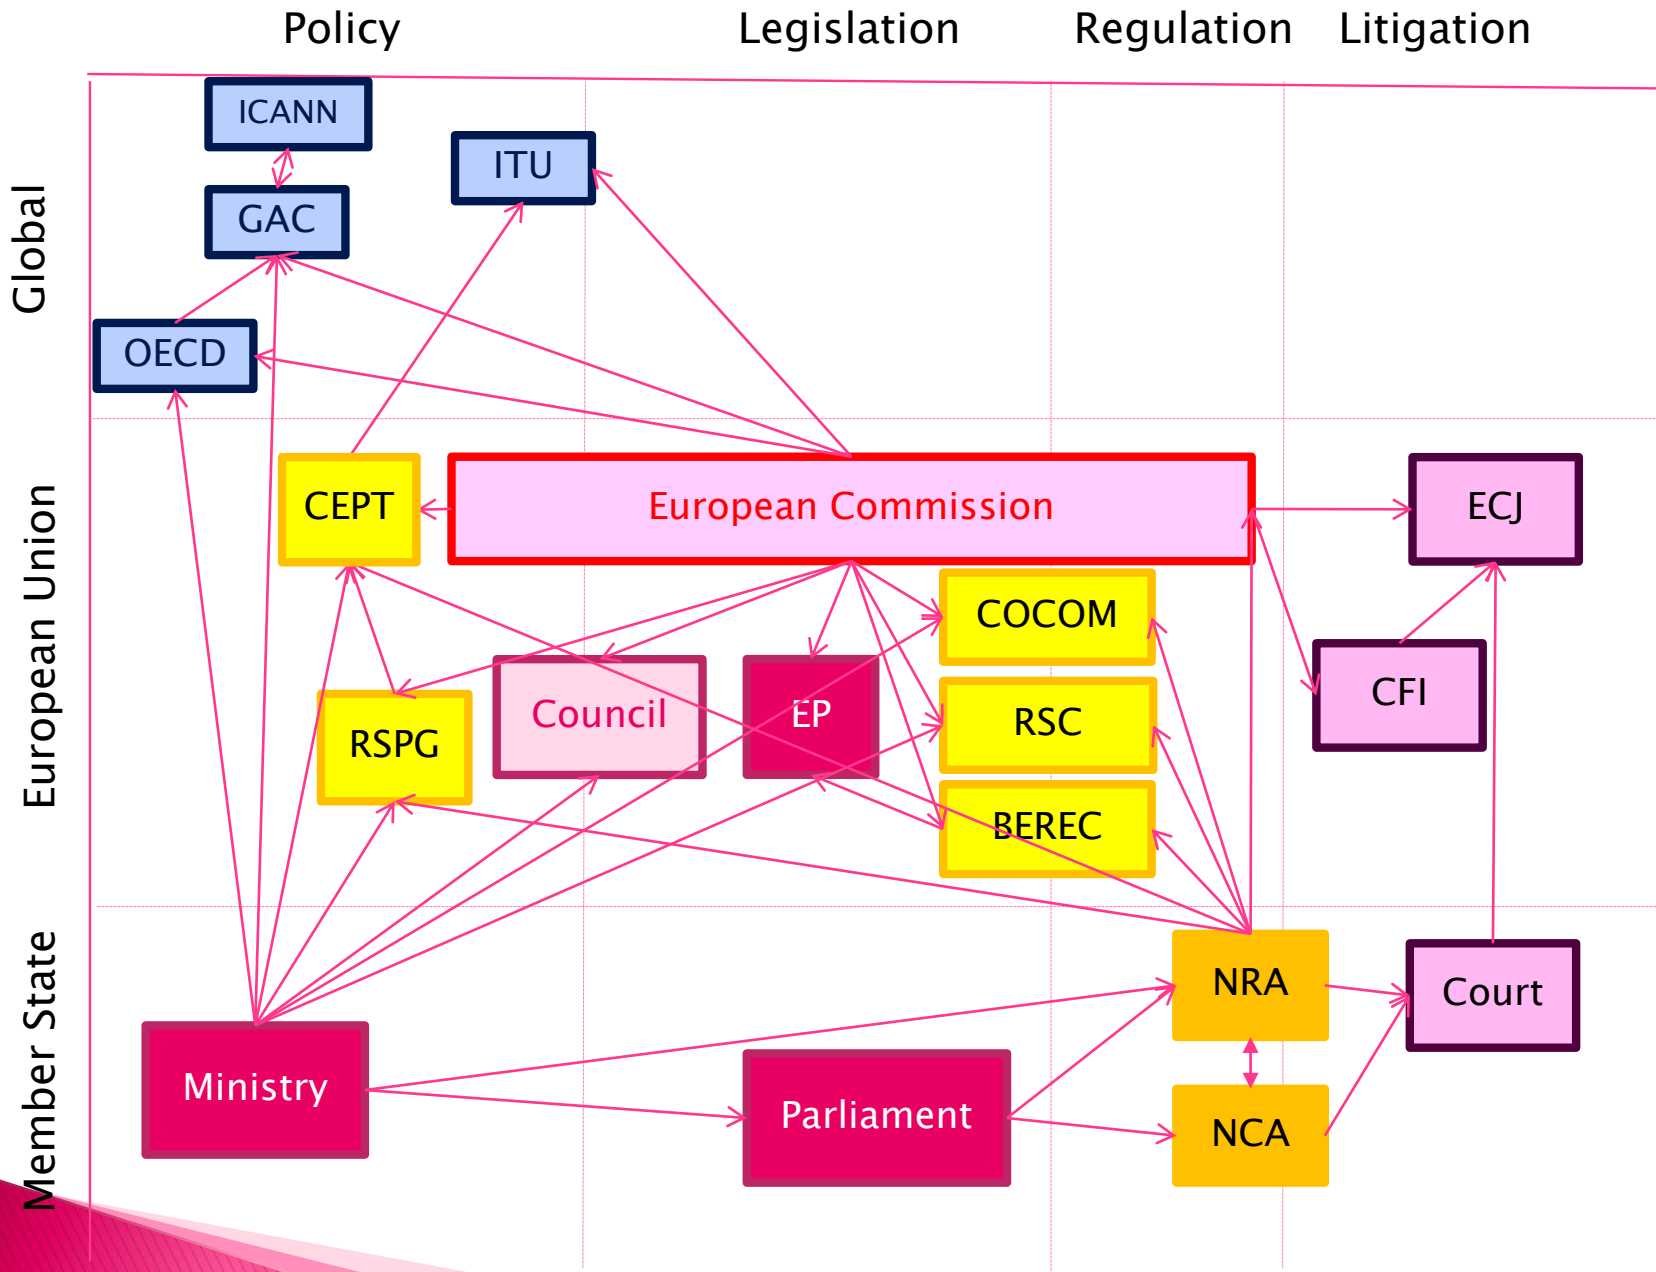 Policy
Legislation
Regulation
Litigation
Global
ICANN
ITU
GAC
OECD
European Union
CEPT
European Commission
ECJ
COCOM
CFI
Council
EP
RSC
RSPG
BEREC
Member State
NRA
Court
Ministry
Parliament
NCA